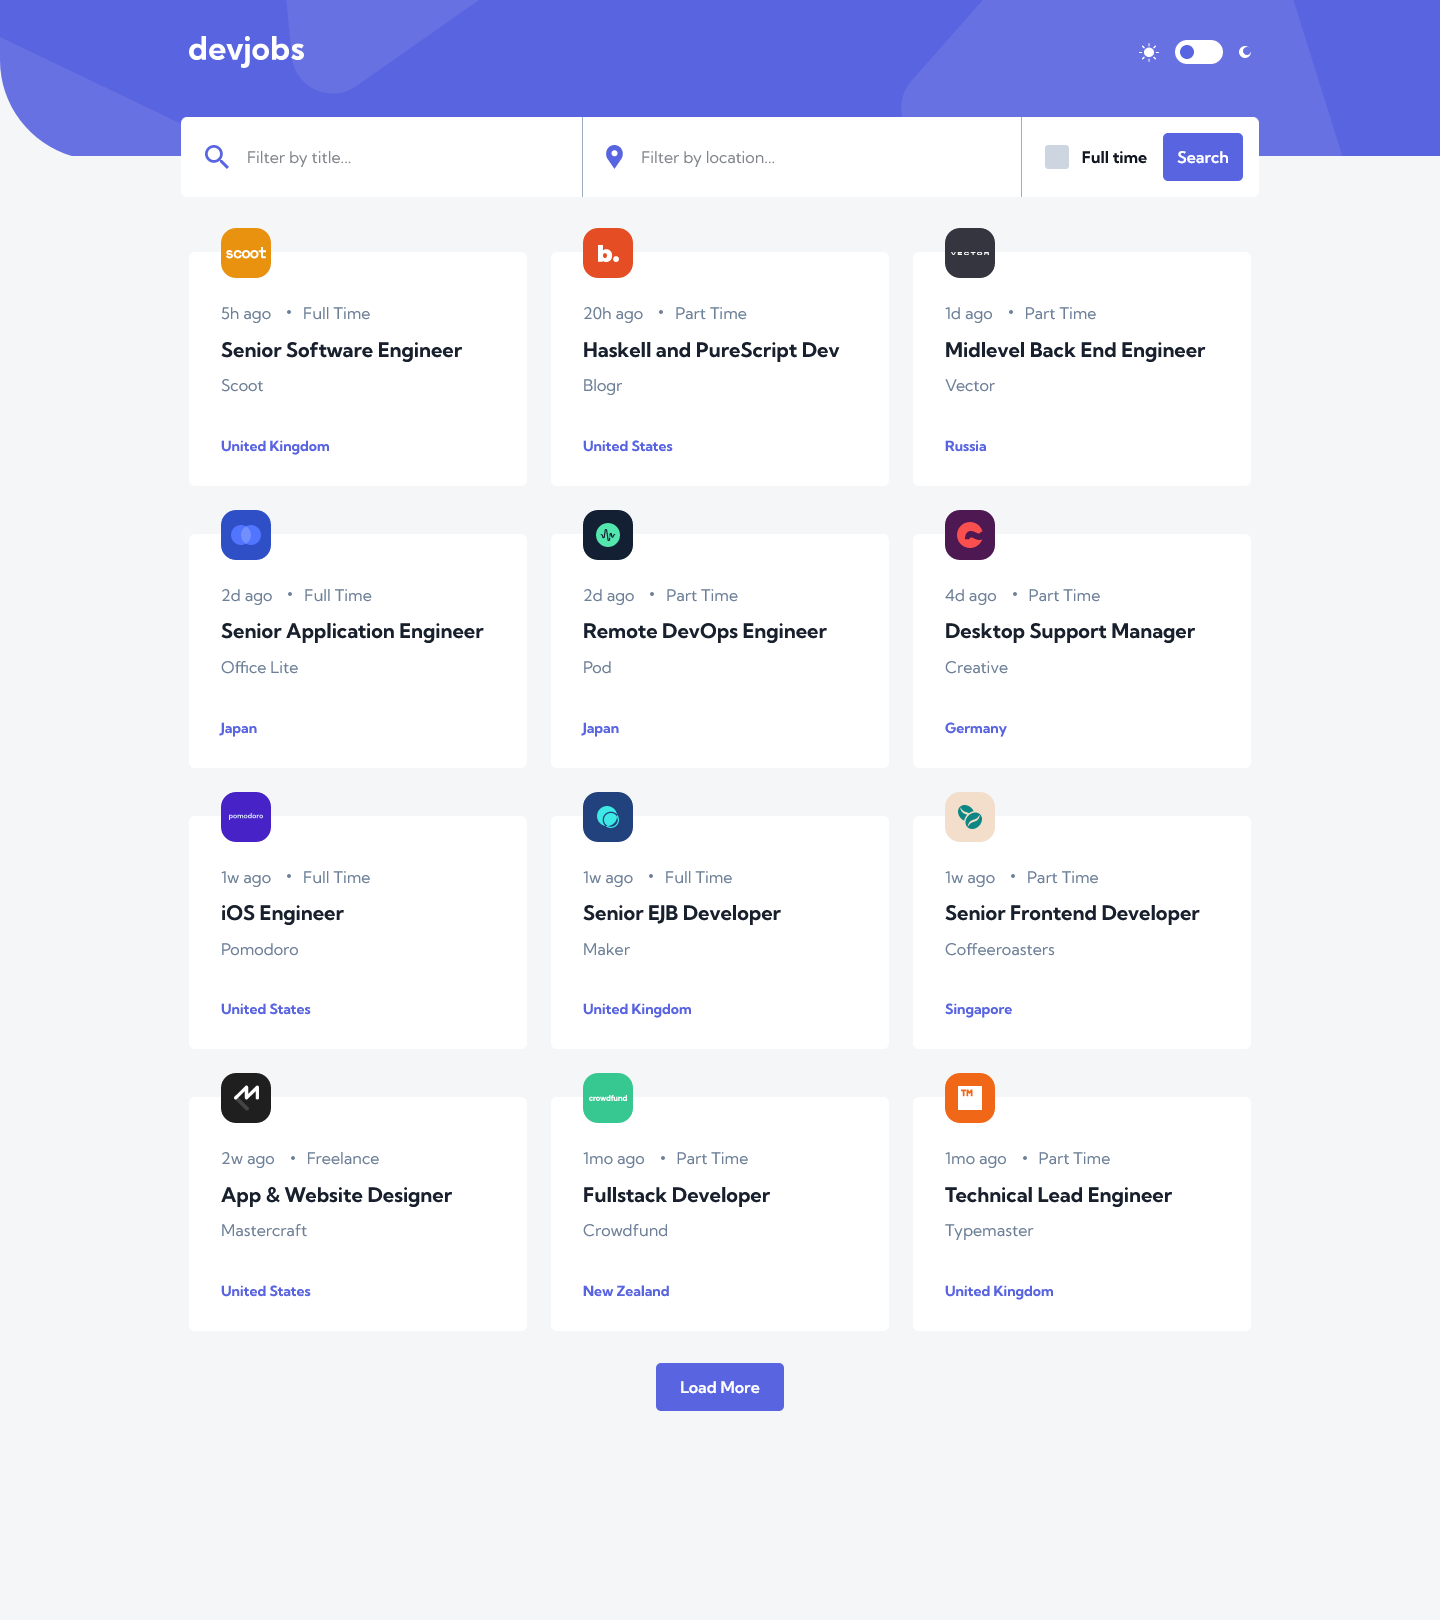 devjobs
Filter by title...
Filter by location...
Full time
Search
scoot
5h ago • Full Time
Senior Software Engineer
Scoot
United Kingdom
b.
20h ago • Part Time
Haskell and PureScript Dev
Blogr
United States
VECTOR
1d ago • Part Time
Midlevel Back End Engineer
Vector
Russia
2d ago • Full Time
Senior Application Engineer
Office Lite
Japan
2d ago • Part Time
Remote DevOps Engineer
Pod
Japan
4d ago • Part Time
Desktop Support Manager
Creative
Germany
pomodoro
1w ago • Full Time
iOS Engineer
Pomodoro
United States
1w ago • Full Time
Senior EJB Developer
Maker
United Kingdom
1w ago • Part Time
Senior Frontend Developer
Coffeeroasters
Singapore
2w ago • Freelance
App & Website Designer
Mastercraft
United States
crowdfund
1mo ago • Part Time
Fullstack Developer
Crowdfund
New Zealand
TM
1mo ago • Part Time
Technical Lead Engineer
Typemaster
United Kingdom
Load More